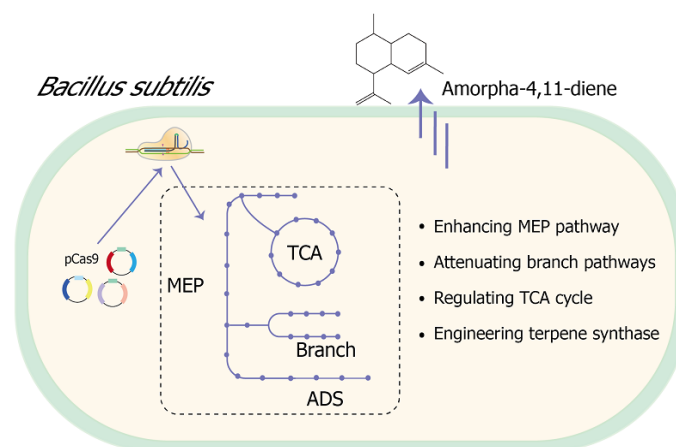 Bacillus subtilis
Amorpha-4,11-diene
pCas9
MEP
TCA
Branch
ADS
• Enhancing MEP pathway
• Attenuating branch pathways
• Regulating TCA cycle
• Engineering terpene synthase